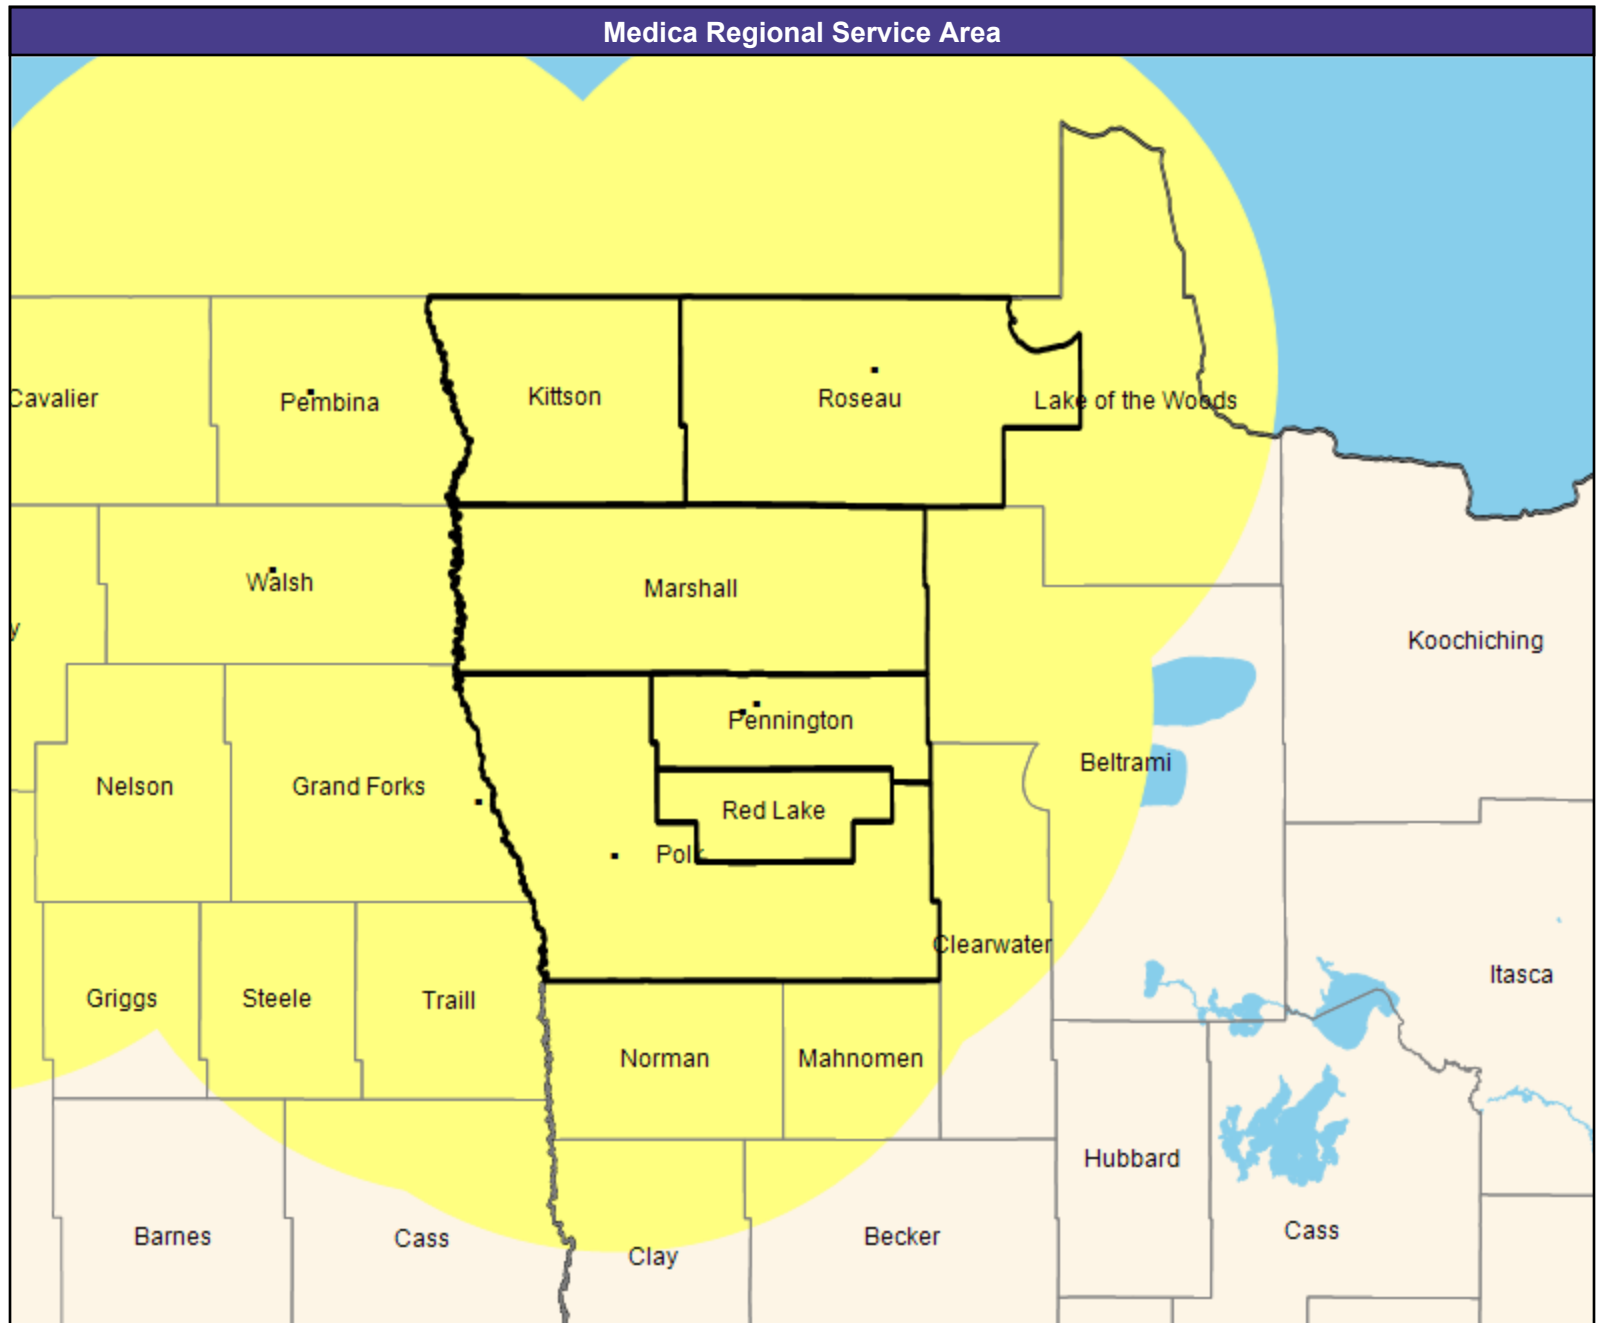 Medica Regional Service Area
Cavalier
Pembina
Kittson
Roseau
Lake of the Woods
Walsh
Marshall
y
Koochiching
Pennington
Beltrami
Nelson
Grand Forks
Red Lake
Polk
Clearwater
Griggs
Steele
Traill
Itasca
Norman
Mahnomen
Hubbard
Barnes
Cass
Clay
Becker
Cass